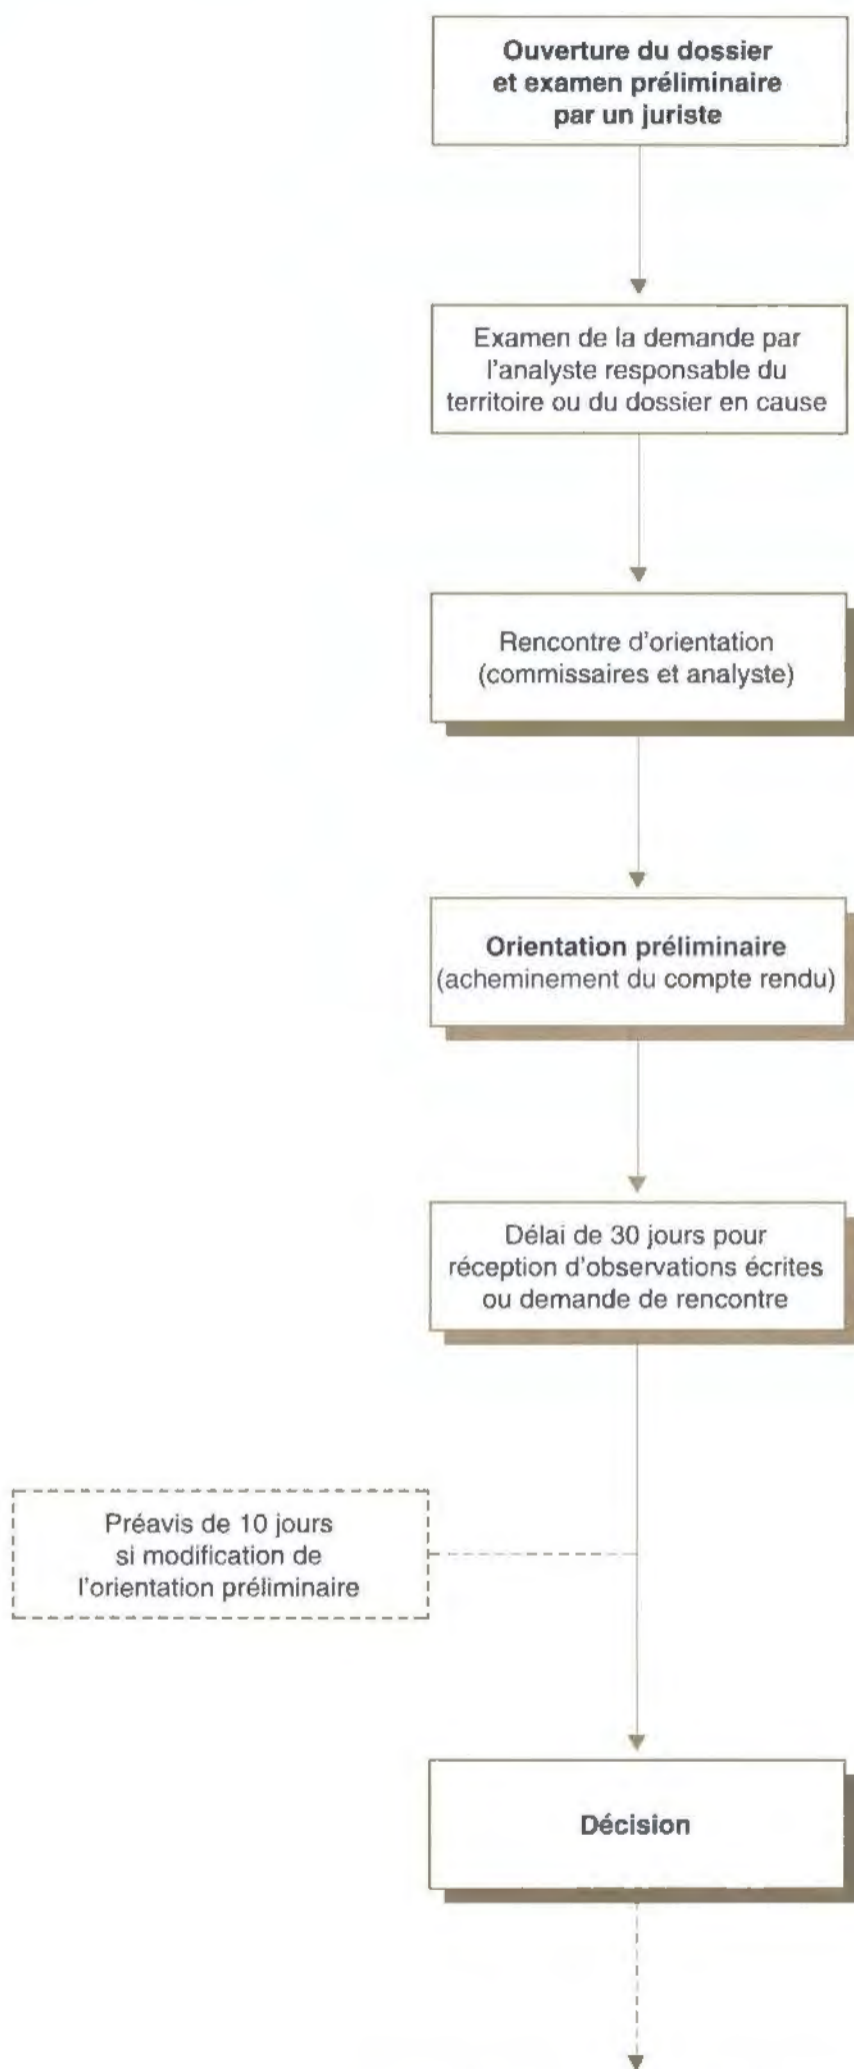 Ouverture du dossier
et examen préliminaire
par un juriste
Examen de la demande par
l'analyste responsable du
territoire ou du dossier en cause
Rencontre d'orientation
(commissaires et analyste)
Orientation préliminaire
(acheminement du compte rendu)
Délai de 30 jours pour
réception d'observations écrites
ou demande de rencontre
Préavis de 10 jours
si modification de
l'orientation préliminaire
Décision